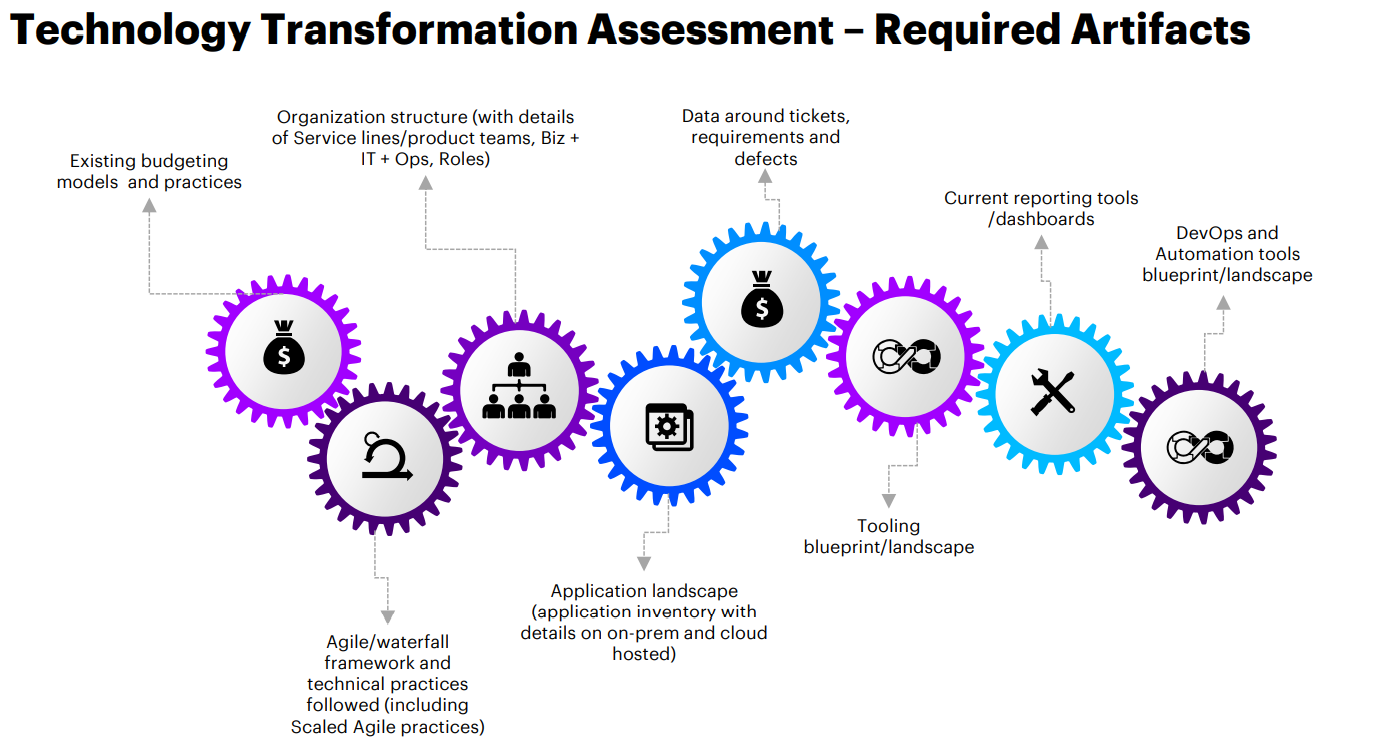 Technology Transformation Assessment – Required Artifacts
Existing budgeting
models and practices
Organization structure (with details
of Service lines/product teams, Biz +
IT + Ops, Roles)
Data around tickets,
requirements and
defects
Current reporting tools
/dashboards
DevOps and
Automation tools
blueprint/landscape
$
$
Agile/waterfall
framework and
technical practices
followed (including
Scaled Agile practices)
Application landscape
(application inventory with
details on on-prem and cloud
hosted)
Tooling
blueprint/landscape